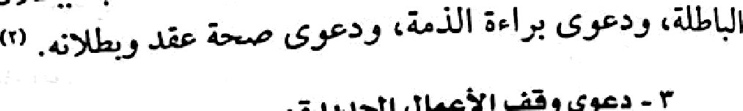 الباطلة، ودعوى براءة الذمة، ودعوى صحة عقد وبطلانه. (٢)
٣ - دعوى وقف الأعمال الجديدة